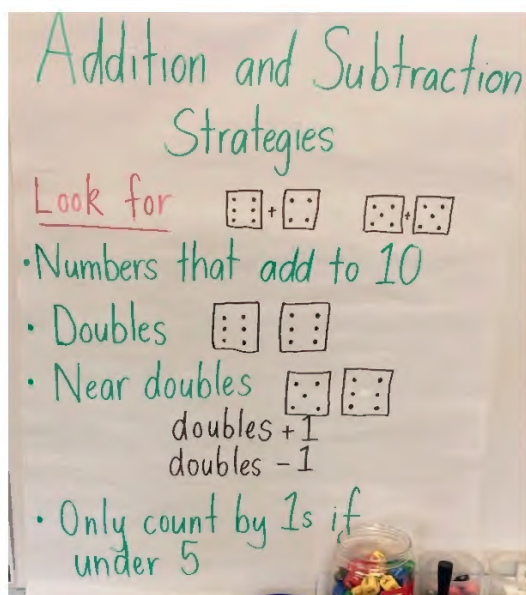 Addition and Subtraction
Strategies
Look for + +
• Numbers that add to 10
• Doubles
• Near doubles
doubles + 1
doubles - 1
• Only count by 1s if
under 5